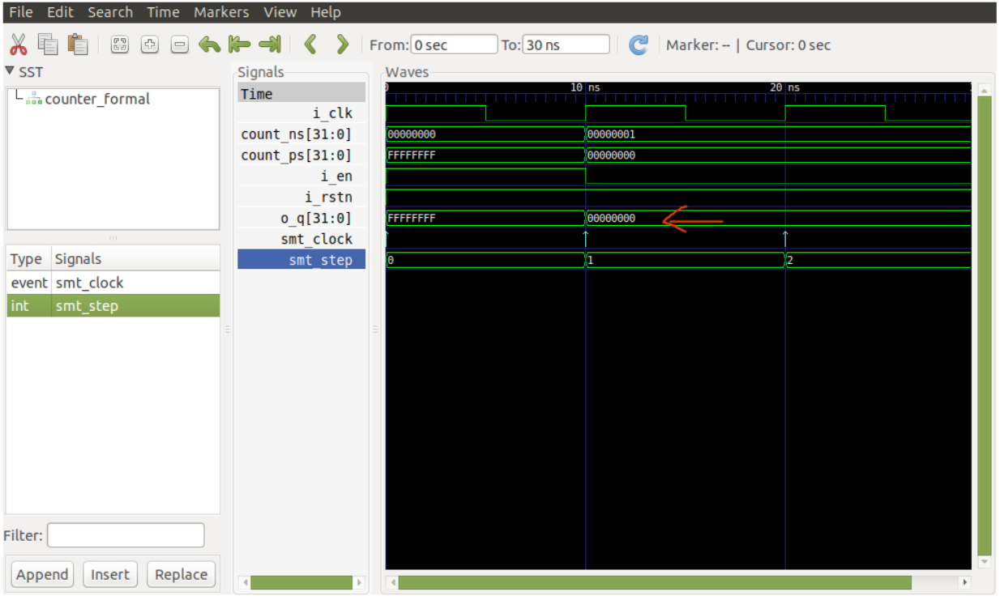 File Edit Search Time Markers View Help
From: 0 sec To: 30 ns Marker: -- | Cursor: 0 sec
▼ SST
counter_formal
Type Signals
event smt_clock
int smt_step
Filter:
Append Insert Replace
Signals
Time
i_clk
count_ns[31:0]
count_ps[31:0]
i_en
i_rstn
o_q[31:0]
smt_clock
smt_step
Waves
0 10 ns 20 ns
00000000 00000001
FFFFFFFF 00000000
FFFFFFFF 00000000
0 1 2